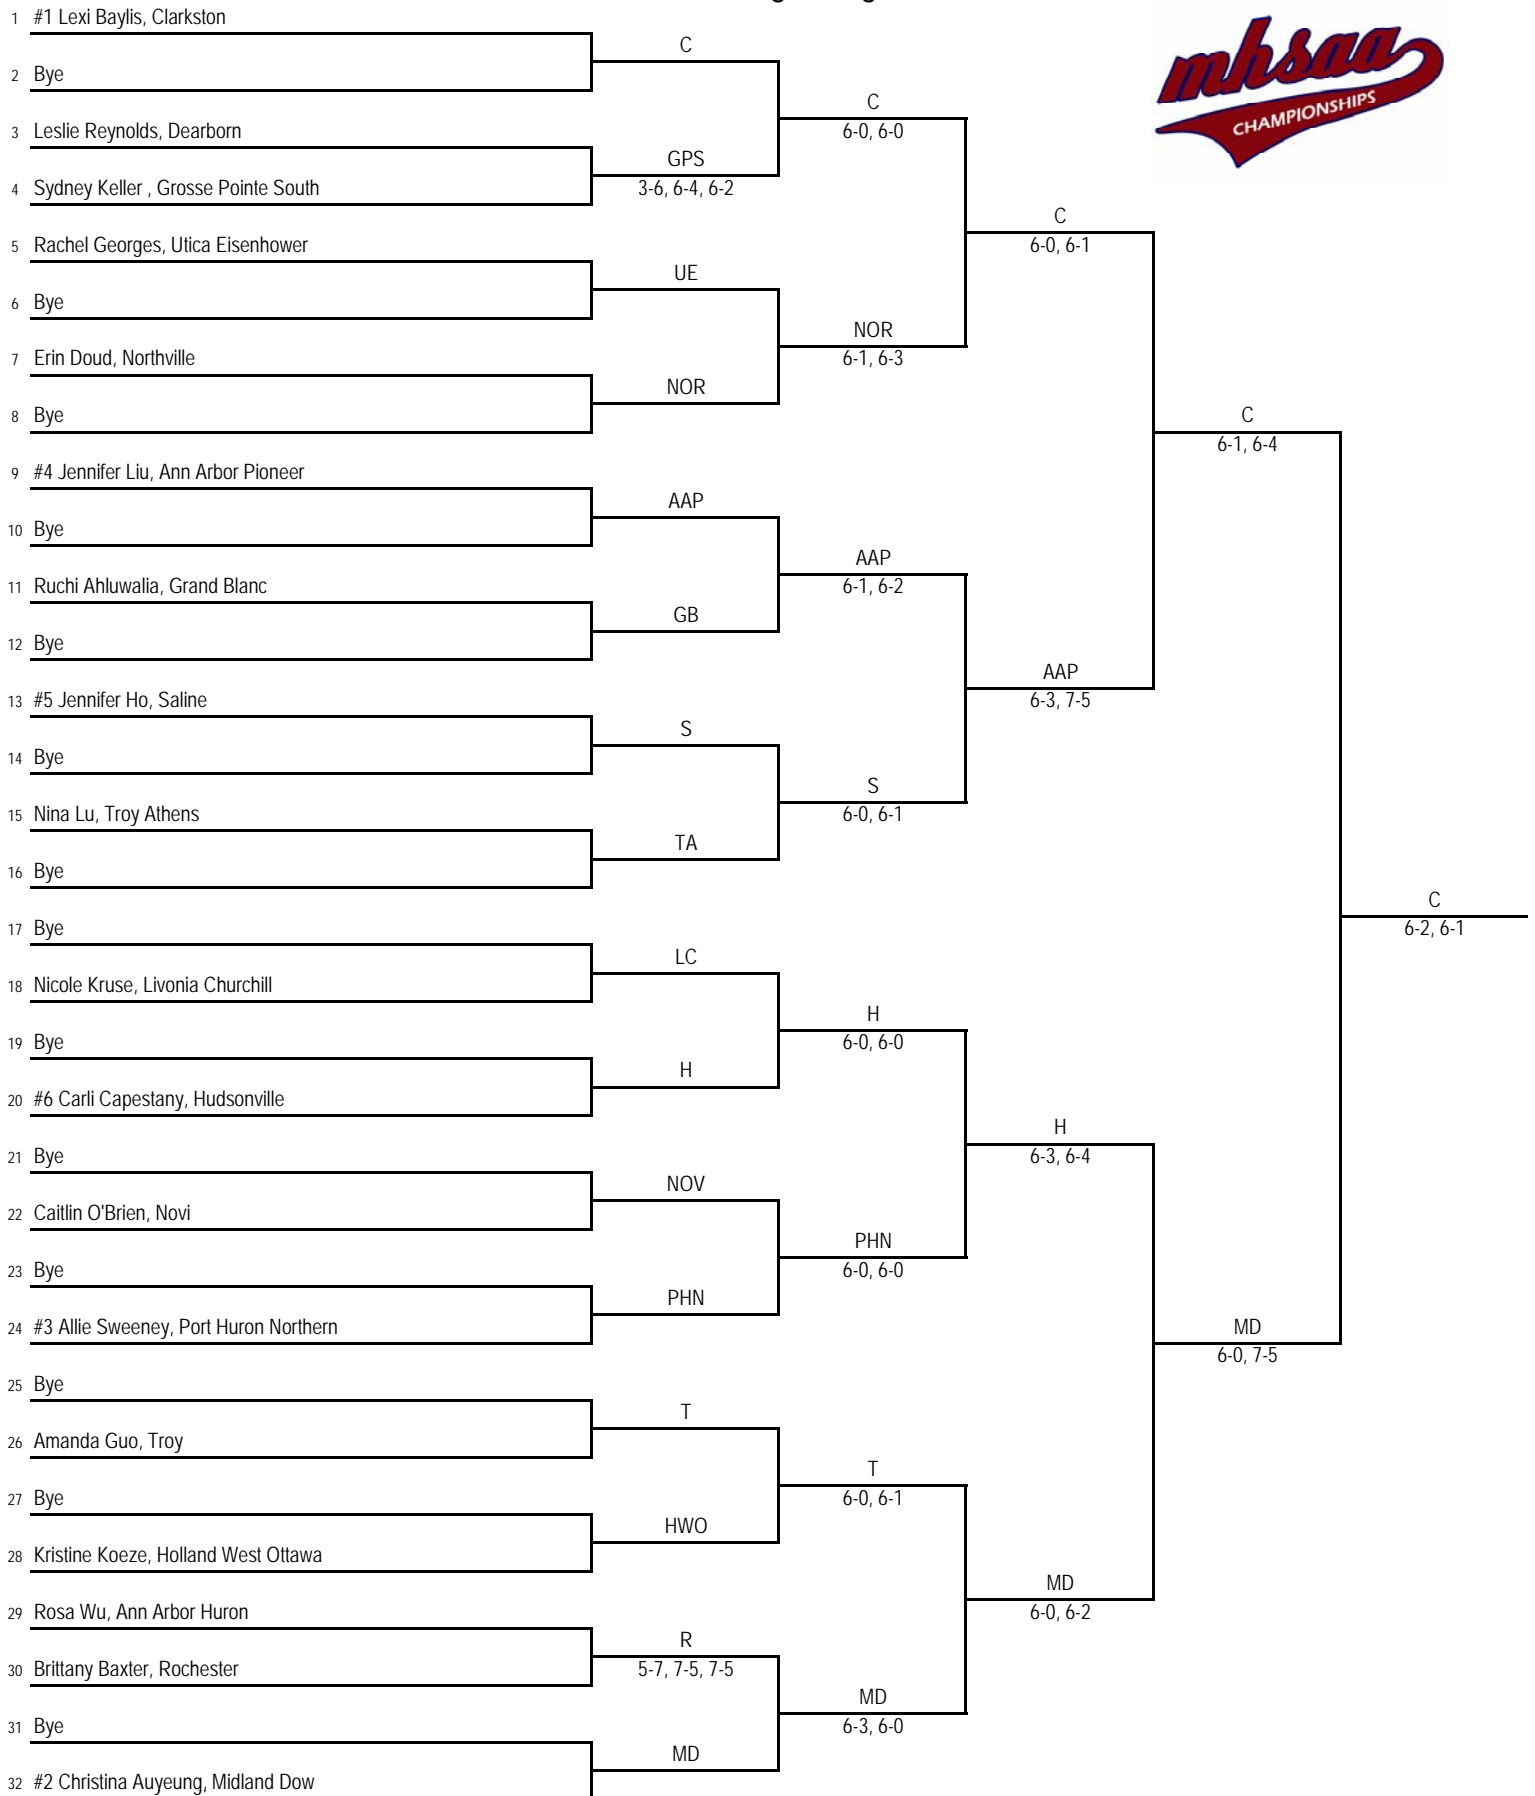 1 #1 Lexi Baylis, Clarkston
2 Bye
3 Leslie Reynolds, Dearborn
4 Sydney Keller , Grosse Pointe South
5 Rachel Georges, Utica Eisenhower
6 Bye
7 Erin Doud, Northville
8 Bye
9 #4 Jennifer Liu, Ann Arbor Pioneer
10 Bye
11 Ruchi Ahluwalia, Grand Blanc
12 Bye
13 #5 Jennifer Ho, Saline
14 Bye
15 Nina Lu, Troy Athens
16 Bye
17 Bye
18 Nicole Kruse, Livonia Churchill
19 Bye
20 #6 Carli Capestany, Hudsonville
21 Bye
22 Caitlin O'Brien, Novi
23 Bye
24 #3 Allie Sweeney, Port Huron Northern
25 Bye
26 Amanda Guo, Troy
27 Bye
28 Kristine Koeze, Holland West Ottawa
29 Rosa Wu, Ann Arbor Huron
30 Brittany Baxter, Rochester
31 Bye
32 #2 Christina Auyeung, Midland Dow
C
GPS
3-6, 6-4, 6-2
UE
NOR
AAP
GB
S
TA
LC
H
NOV
PHN
T
HWO
R
5-7, 7-5, 7-5
MD
C
6-0, 6-0
NOR
6-1, 6-3
AAP
6-1, 6-2
S
6-0, 6-1
H
6-0, 6-0
PHN
6-0, 6-0
T
6-0, 6-1
MD
6-3, 6-0
C
6-0, 6-1
AAP
6-3, 7-5
H
6-3, 6-4
MD
6-0, 6-2
C
6-1, 6-4
MD
6-0, 7-5
C
6-2, 6-1
mhsaa
CHAMPIONSHIPS